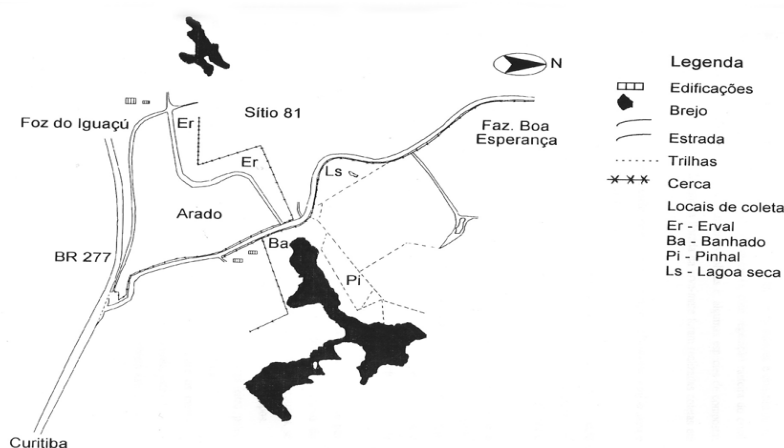 N
Foz do Iguaçú
Er
Sítio 81
Er
Faz. Boa
Esperança
Ls
Arado
Ba
BR 277
Pi
Curitiba
Legenda
Edificações
Brejo
Estrada
Trilhas
Cerca
Locais de coleta
Er - Erval
Ba - Banhado
Pi - Pinhal
Ls - Lagoa seca